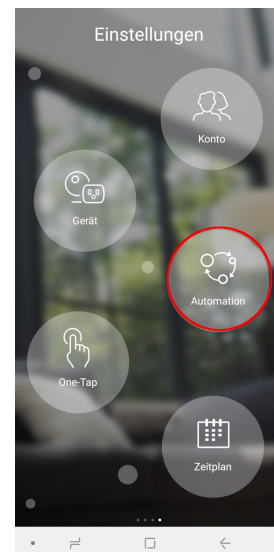 Einstellungen
Konto
Gerät
Automation
One-Tap
Zeitplan